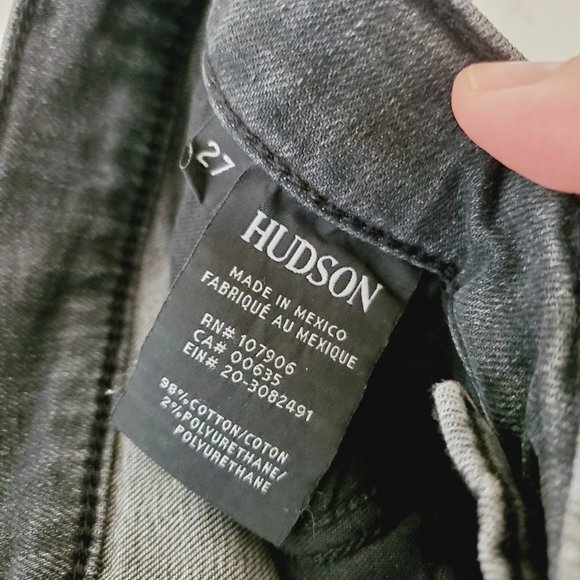 27
HUDSON
MADE IN MEXICO
FABRIQUÉ AU MEXIQUE
RN# 107906
CA# 00635
EIN# 20-3082491
98% COTTON/COTON
2% POLYURETHANE/
POLYURETHANE